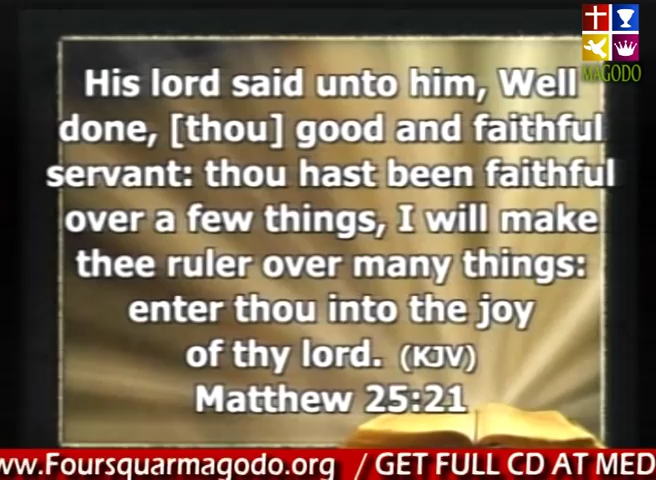 MAGODO
His lord said unto him, Well
done, [thou] good and faithful
servant: thou hast been faithful
over a few things, I will make
thee ruler over many things:
enter thou into the joy
of thy lord. (KJV)
Matthew 25:21
ww.Foursquarmagodo.org / GET FULL CD AT MED